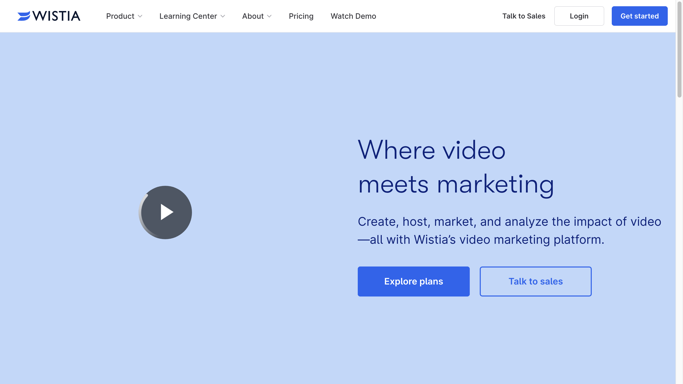 WISTIA
Product
Learning Center
About
Pricing
Watch Demo
Talk to Sales
Login
Get started
Where video
meets marketing
Create, host, market, and analyze the impact of video
—all with Wistia’s video marketing platform.
Explore plans
Talk to sales